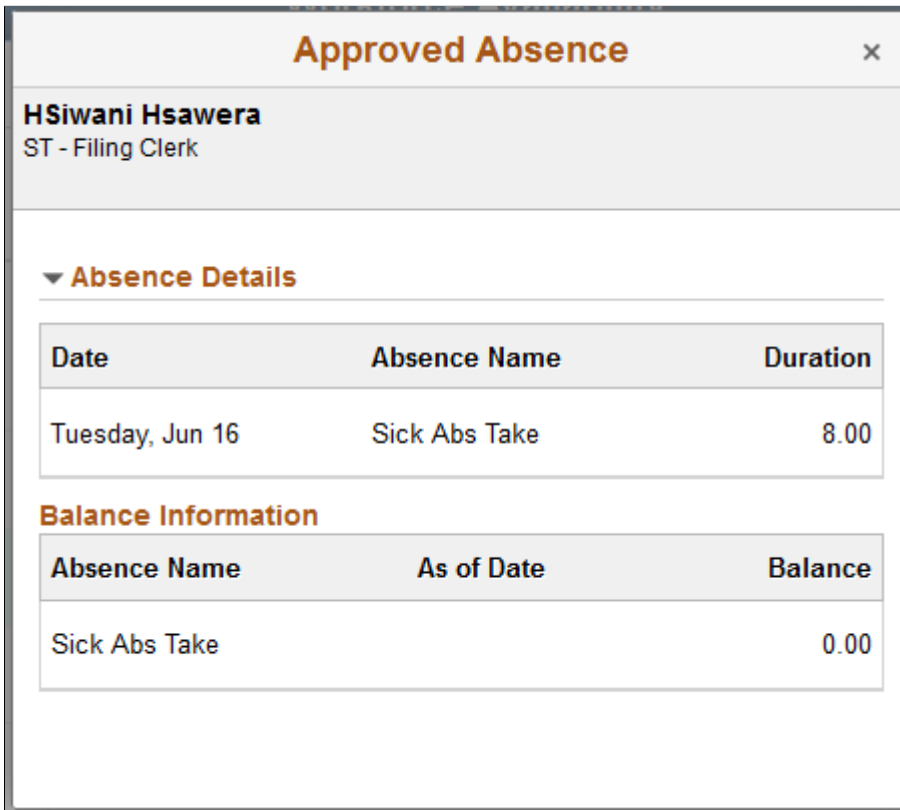 Approved Absence ×
HSiwani Hsawera
ST - Filing Clerk
Absence Details
Date Absence Name Duration
Tuesday, Jun 16 Sick Abs Take 8.00
Balance Information
Absence Name As of Date Balance
Sick Abs Take 0.00